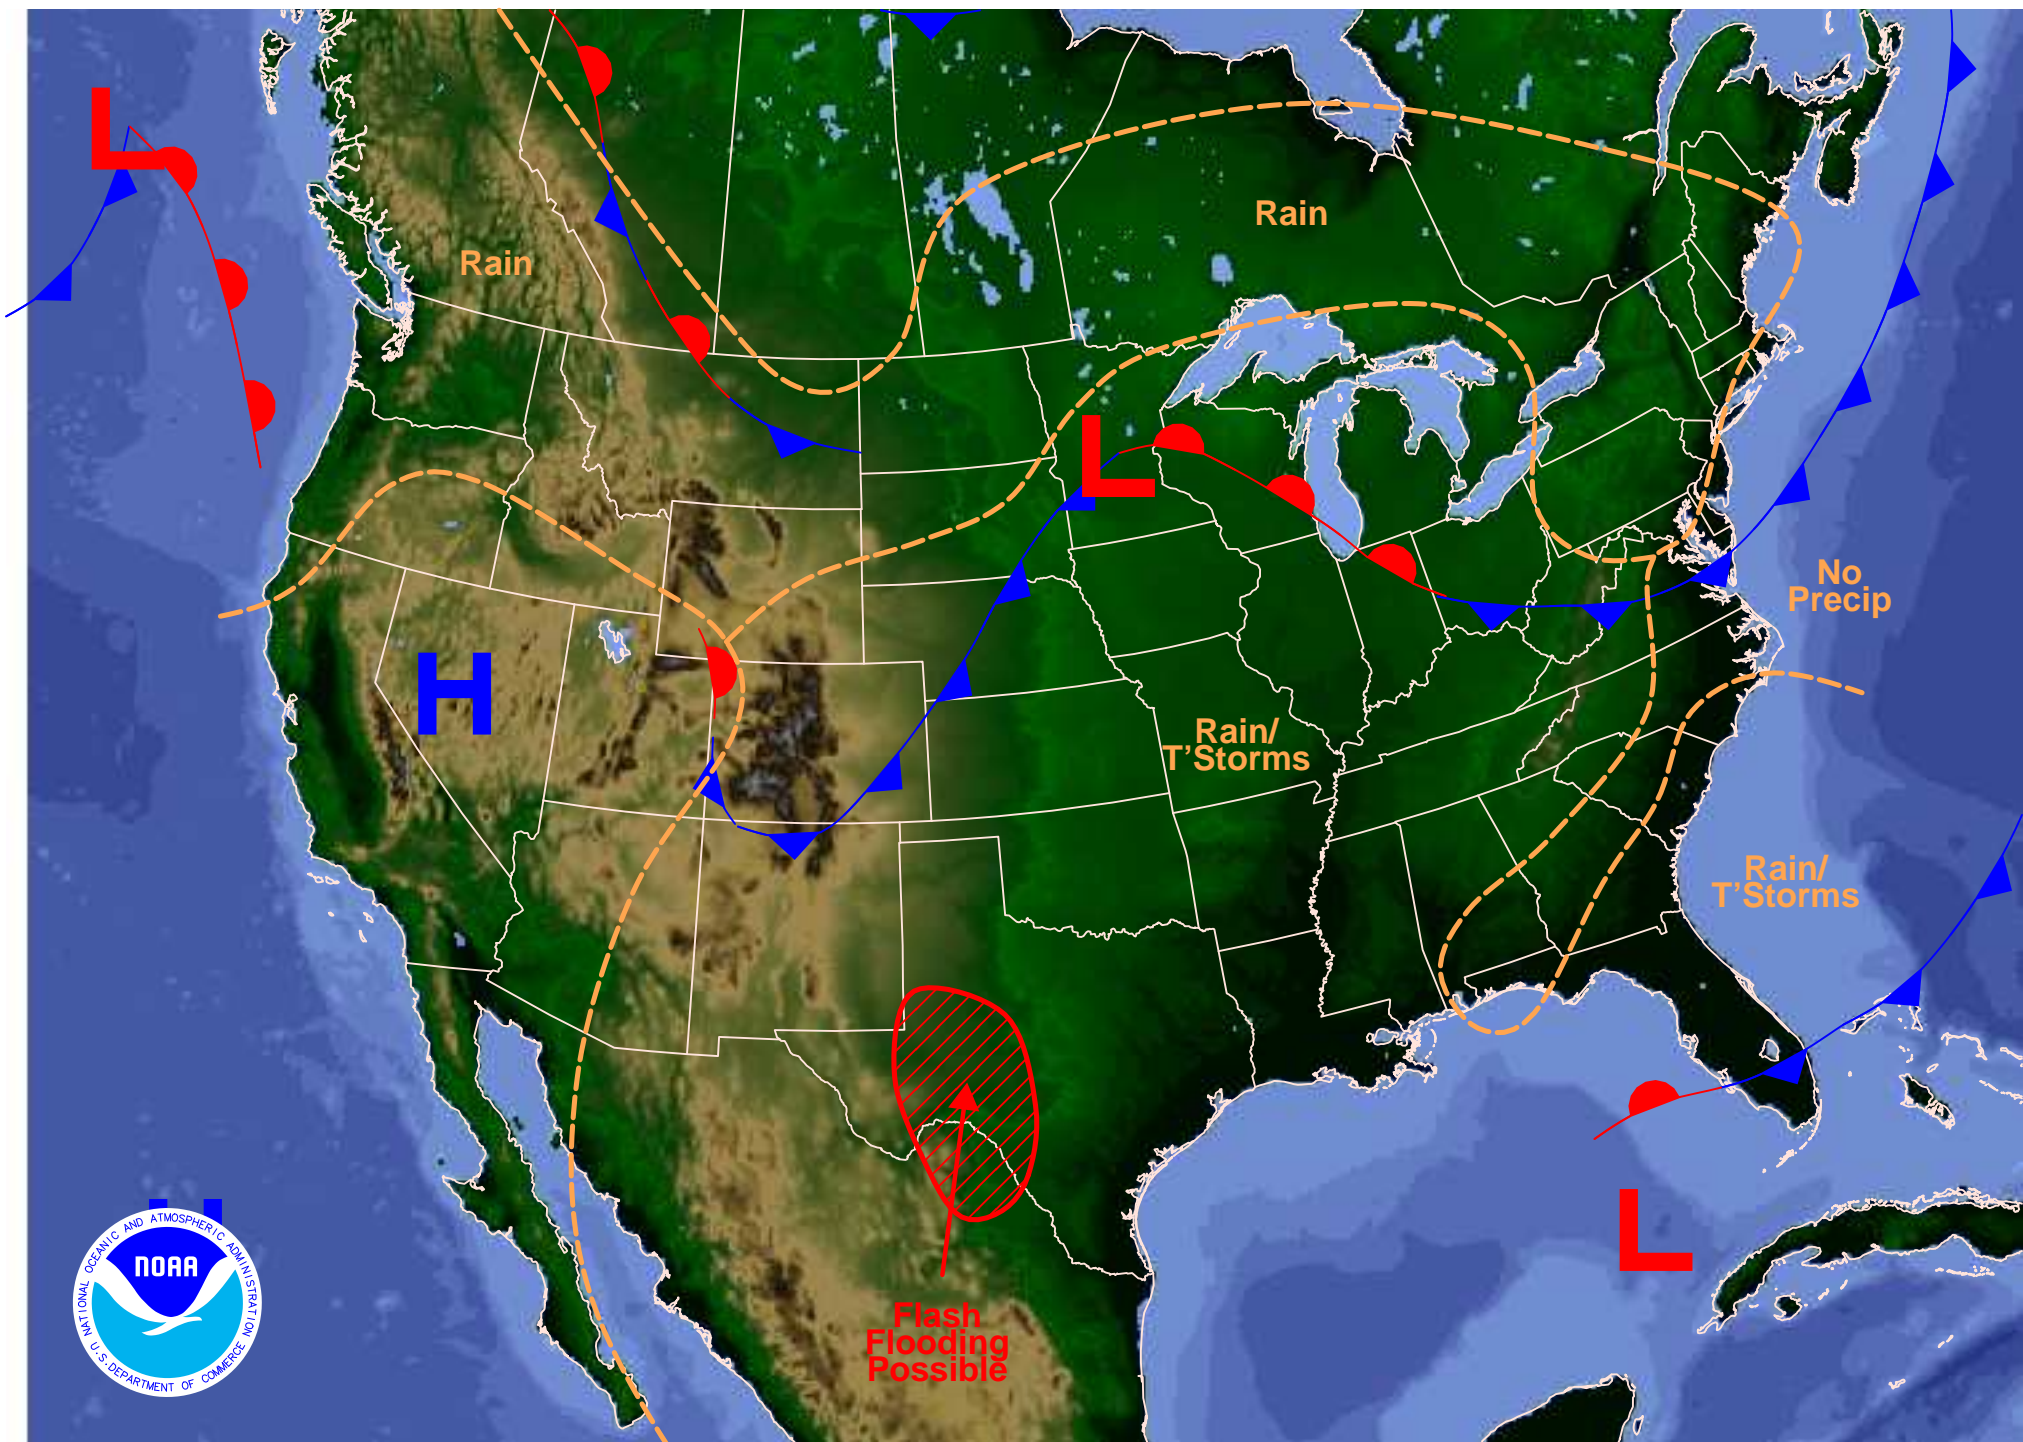 L
Rain
Rain
L
No
Precip
H
Rain/
T'Storms
Rain/
T'Storms
L
H
NATIONAL OCEANIC AND ATMOSPHERIC ADMINISTRATION
NOAA
U.S. DEPARTMENT OF COMMERCE
Flash
Flooding
Possible